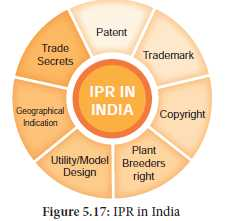 Patent
Trademark
Copyright
Plant
Breeders
right
Utility/Model
Design
Geographical
Indication
Trade
Secrets
IPR IN
INDIA
Figure 5.17: IPR in India